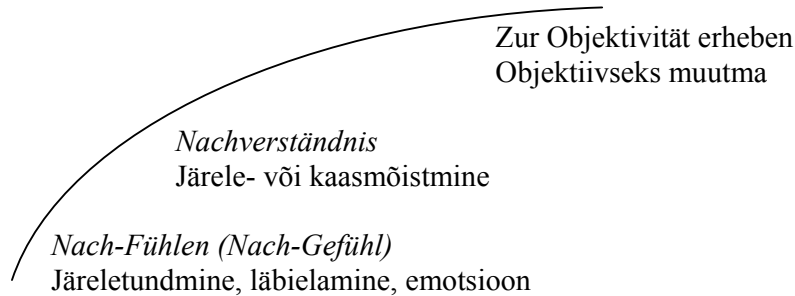 Zur Objektivität erheben
Objektiivseks muutma
Nachverständnis
Järele- või kaasmõistmine
Nach-Fühlen (Nach-Gefühl)
Järeletundmine, läbielamine, emotsioon